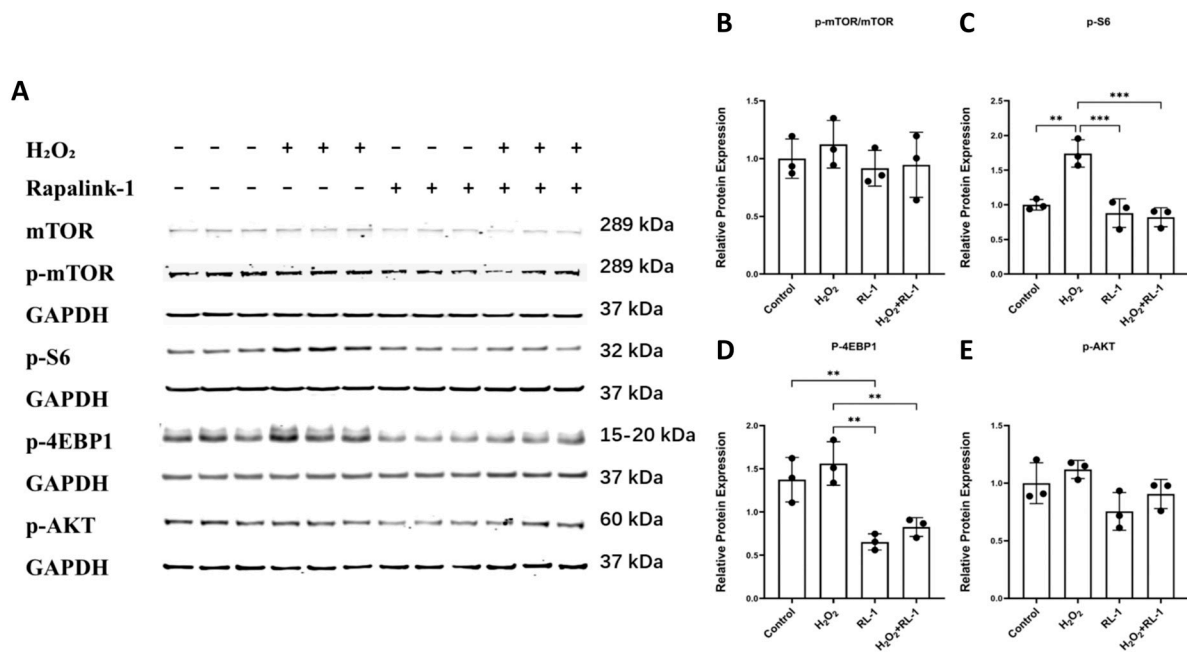 A
H₂O₂ − − − + + + − − − + + +
Rapalink-1 − − − − − − + + + + + +
mTOR 289 kDa
p-mTOR 289 kDa
GAPDH 37 kDa
p-S6 32 kDa
GAPDH 37 kDa
p-4EBP1 15-20 kDa
GAPDH 37 kDa
p-AKT 60 kDa
GAPDH 37 kDa
B
p-mTOR/mTOR
Relative Protein Expression
1.5
1.0
0.5
0.0
Control H₂O₂ RL-1 H₂O₂+RL-1
C
p-S6
Relative Protein Expression
2.5
2.0
1.5
1.0
0.5
0.0
** *** ***
Control H₂O₂ RL-1 H₂O₂+RL-1
D
P-4EBP1
Relative Protein Expression
2.0
1.5
1.0
0.5
0.0
**
**
**
Control H₂O₂ RL-1 H₂O₂+RL-1
E
p-AKT
Relative Protein Expression
1.5
1.0
0.5
0.0
Control H₂O₂ RL-1 H₂O₂+RL-1